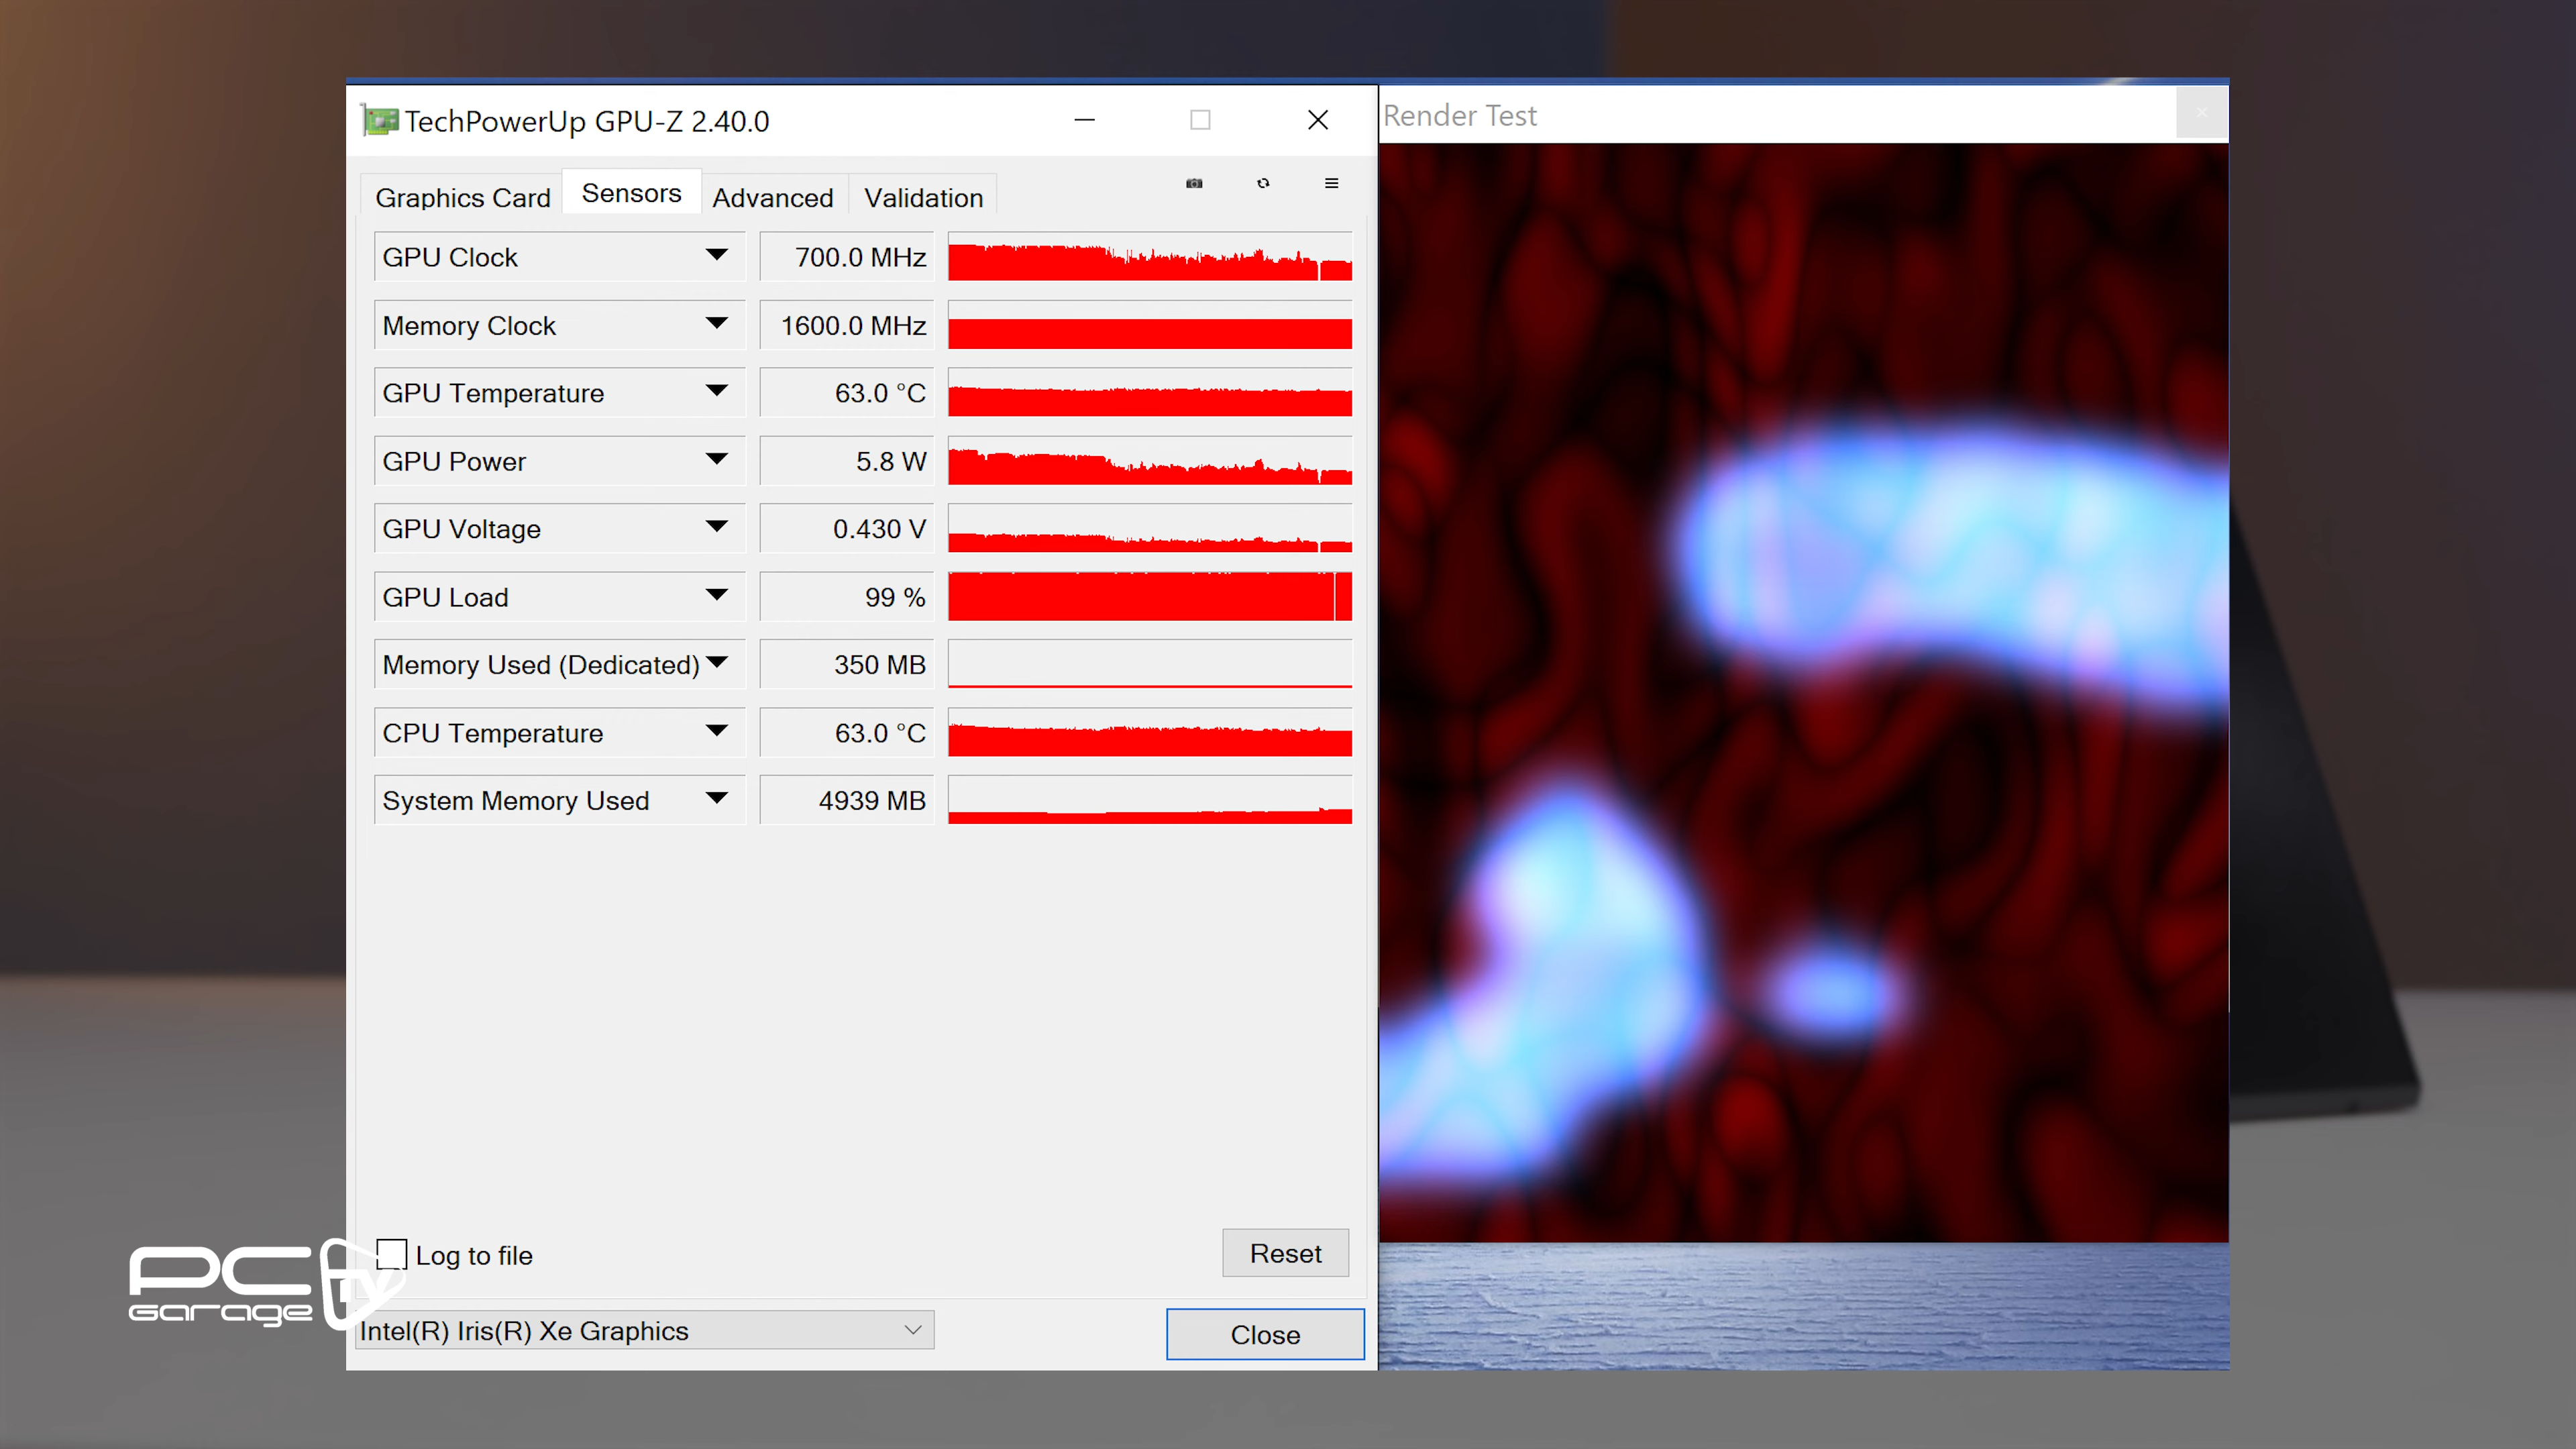 TechPowerUp GPU-Z 2.40.0
Render Test
Graphics Card Sensors Advanced Validation
GPU Clock 700.0 MHz
Memory Clock 1600.0 MHz
GPU Temperature 63.0 °C
GPU Power 5.8 W
GPU Voltage 0.430 V
GPU Load 99 %
Memory Used (Dedicated) 350 MB
CPU Temperature 63.0 °C
System Memory Used 4939 MB
Log to file Reset
PC
Garage TV
Intel(R) Iris(R) Xe Graphics Close